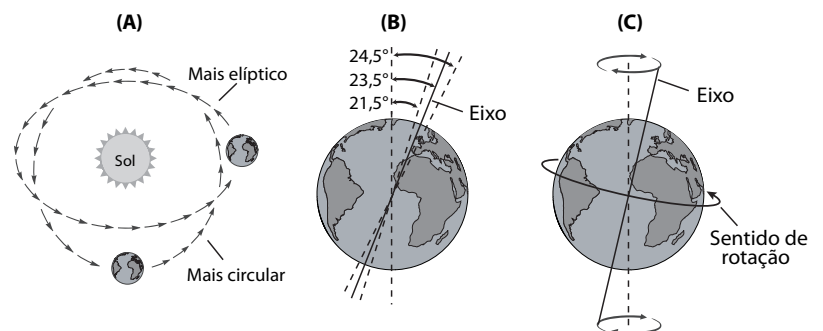 (A)
Mais elíptico
Sol
Mais circular
(B)
24,5°
23,5°
21,5°
Eixo
(C)
Eixo
Sentido de
rotação